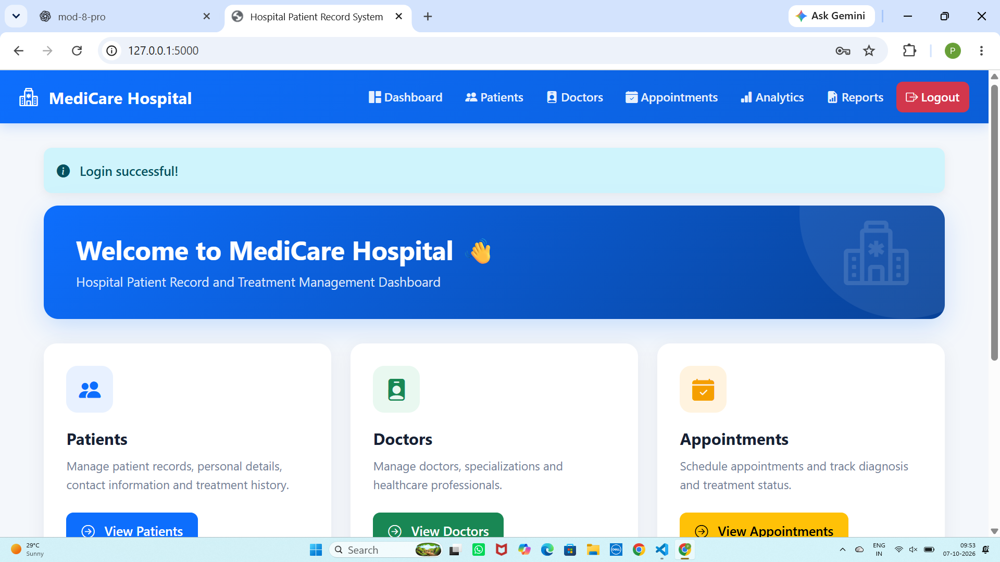 mod-8-pro
Hospital Patient Record System
Ask Gemini
127.0.0.1:5000
P
MediCare Hospital
Dashboard
Patients
Doctors
Appointments
Analytics
Reports
Logout
Login successful!
Welcome to MediCare Hospital 👋
Hospital Patient Record and Treatment Management Dashboard
Patients
Manage patient records, personal details,
contact information and treatment history.
View Patients
Doctors
Manage doctors, specializations and
healthcare professionals.
View Doctors
Appointments
Schedule appointments and track diagnosis
and treatment status.
View Appointments
29°C
Sunny
Search
DELL
ENG
IN
09:53
07-10-2026